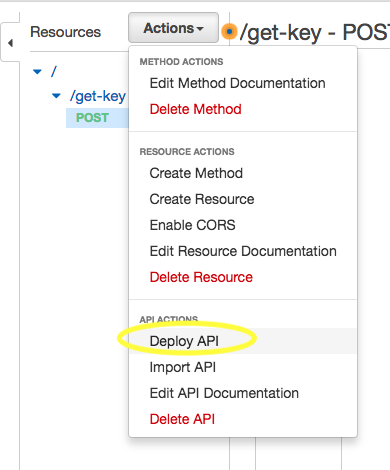 Resources
Actions
/get-key - POST
/
/get-key
POST
METHOD ACTIONS
Edit Method Documentation
Delete Method
RESOURCE ACTIONS
Create Method
Create Resource
Enable CORS
Edit Resource Documentation
Delete Resource
API ACTIONS
Deploy API
Import API
Edit API Documentation
Delete API